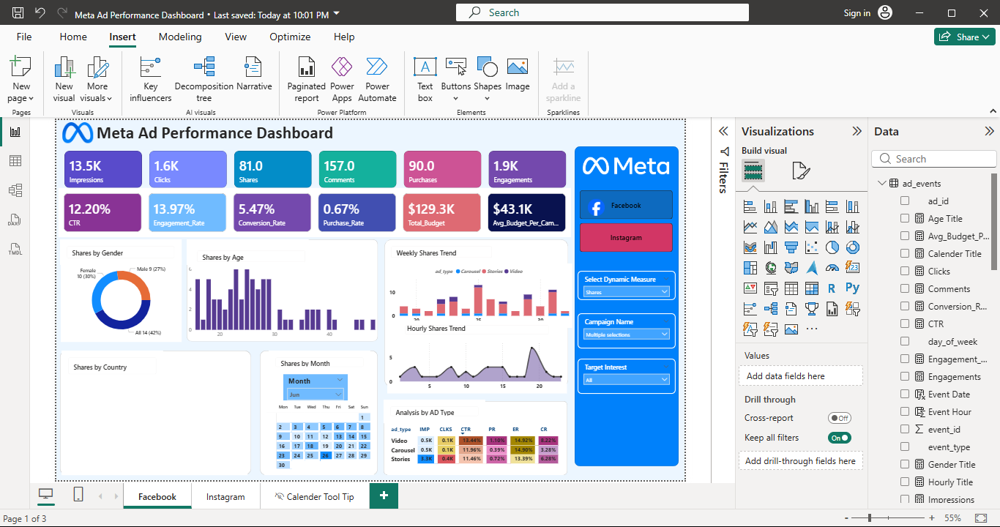 Meta Ad Performance Dashboard • Last saved: Today at 10:01 PM
Search
Sign in
File
Home
Insert
Modeling
View
Optimize
Help
Share
New page
Pages
New visual
More visuals
Visuals
Key influencers
Decomposition tree
Narrative
AI visuals
Paginated report
Power Apps
Power Automate
Power Platform
Text box
Buttons
Shapes
Image
Elements
Add a sparkline
Sparklines
DAX
TMDL
Meta Ad Performance Dashboard
13.5K
Impressions
1.6K
Clicks
81.0
Shares
157.0
Comments
90.0
Purchases
1.9K
Engagements
12.20%
CTR
13.97%
Engagement_Rate
5.47%
Conversion_Rate
0.67%
Purchase_Rate
$129.3K
Total_Budget
$43.1K
Avg_Budget_Per_Cam...
Meta
Facebook
Instagram
Select Dynamic Measure
Shares
Campaign Name
Multiple selections
Target Interest
All
Shares by Gender
Female
10 (30%)
Male 9 (27%)
All 14 (42%)
Shares by Age
6
4
2
0
20 30 40
Weekly Shares Trend
ad_type Carousel Stories Video
10
0
20 25 30
Hourly Shares Trend
5
0
5 10 15 20
Shares by Country
Shares by Month
Month
Jun
Mon Tue Wed Thu Fri Sat Sun
1
2 3 4 5 6 7 8
9 10 11 12 13 14 15
16 17 18 19 20 21 22
23 24 25 26 27 28 29
30
Analysis by AD Type
ad_type IMP CLKS CTR PR ER CR
Video 0.5K 0.1K 13.44% 1.10% 14.92% 8.22%
Carousel 0.5K 0.1K 11.96% 0.39% 14.90% 3.28%
Stories 3.3K 0.4K 11.46% 0.72% 13.39% 6.28%
Filters
Visualizations
Build visual
123
R
Py
Values
Add data fields here
Drill through
Cross-report
Off
Keep all filters
On
Add drill-through fields here
Data
Search
ad_events
ad_id
Age Title
Avg_Budget_P...
Calender Title
Clicks
Comments
Conversion_R...
CTR
day_of_week
Engagement_...
Engagements
Event Date
Event Hour
event_id
event_type
Gender Title
Hourly Title
Impressions
Facebook
Instagram
Calender Tool Tip
Page 1 of 3
55%